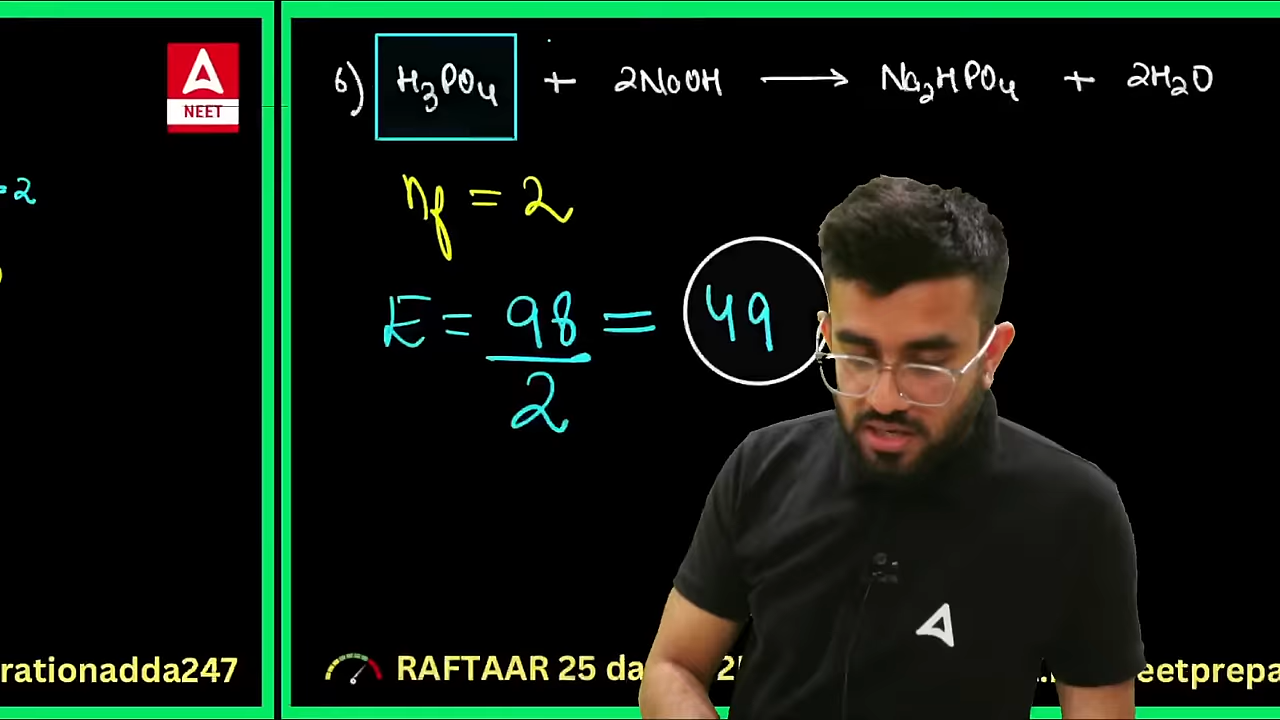 NEET
= 2
6) H₃PO₄ + 2NaOH ⟶ Na₂HPO₄ + 2H₂O
nf = 2
E = 98/2 = 49
rationadda247
RAFTAAR 25 da
eetprepa